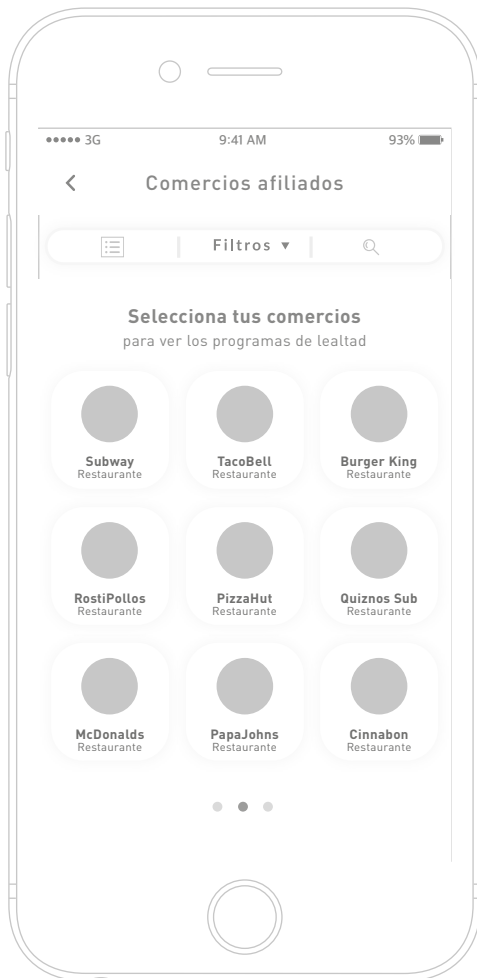 3G 9:41 AM 93%
Comercios afiliados
Filtros
Selecciona tus comercios
para ver los programas de lealtad
Subway TacoBell Burger King
Restaurante Restaurante Restaurante
RostiPollos PizzaHut Quiznos Sub
Restaurante Restaurante Restaurante
McDonalds PapaJohns Cinnabon
Restaurante Restaurante Restaurante